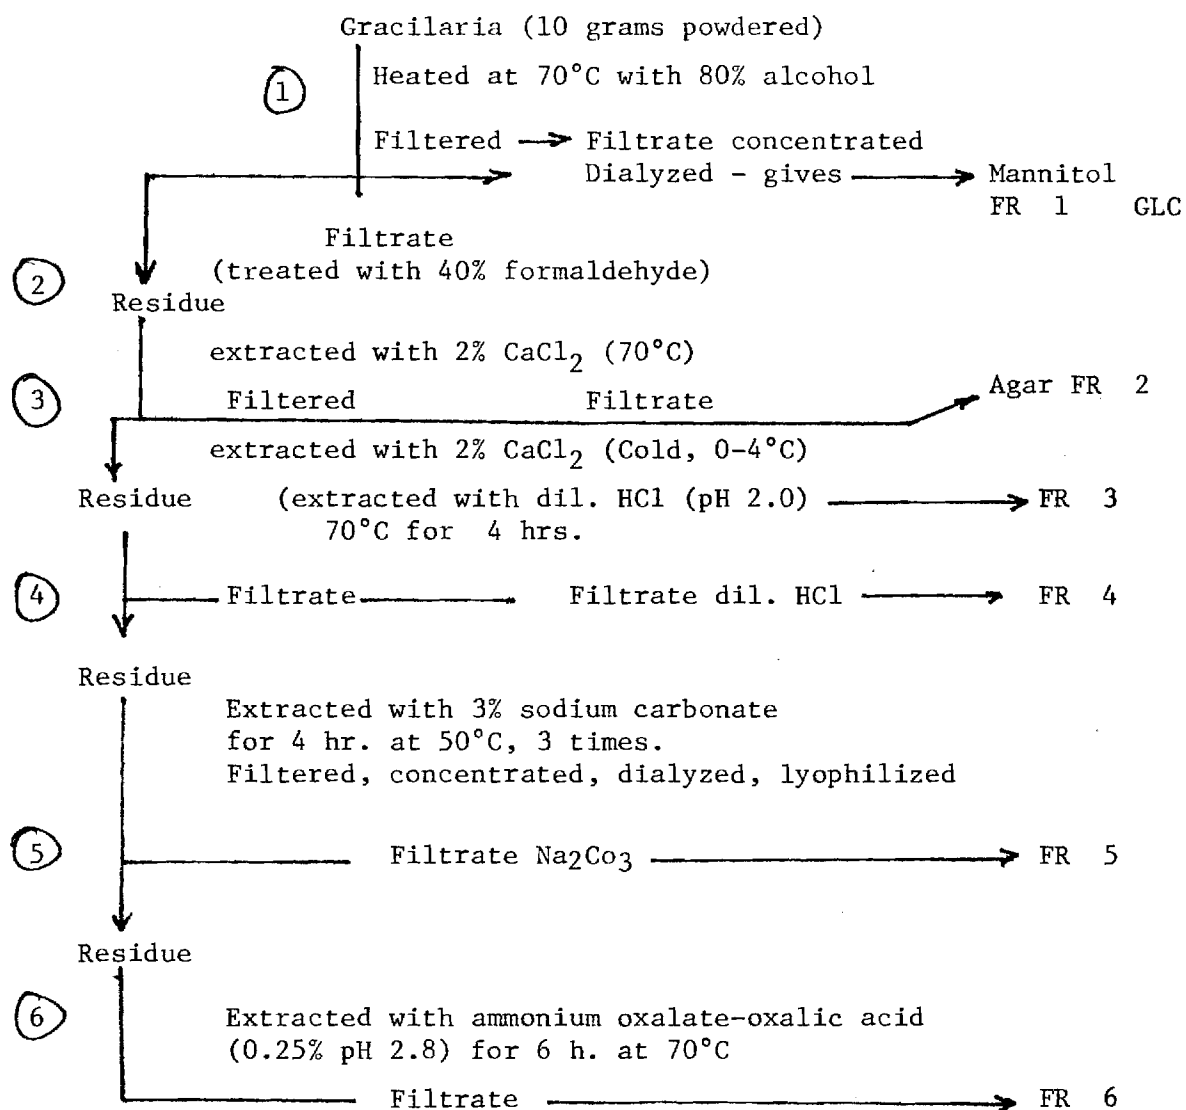 Gracilaria (10 grams powdered)
① Heated at 70°C with 80% alcohol
Filtered → Filtrate concentrated
Dialyzed - gives → Mannitol
FR 1 GLC
Filtrate
② (treated with 40% formaldehyde)
Residue
extracted with 2% CaCl₂ (70°C)
③ Filtered Filtrate Agar FR 2
extracted with 2% CaCl₂ (Cold, 0-4°C)
Residue (extracted with dil. HCl (pH 2.0) → FR 3
70°C for 4 hrs.
④ Filtrate Filtrate dil. HCl → FR 4
Residue
Extracted with 3% sodium carbonate
for 4 hr. at 50°C, 3 times.
Filtered, concentrated, dialyzed, lyophilized
⑤ Filtrate Na₂Co₃ → FR 5
Residue
⑥ Extracted with ammonium oxalate-oxalic acid
(0.25% pH 2.8) for 6 h. at 70°C
Filtrate → FR 6